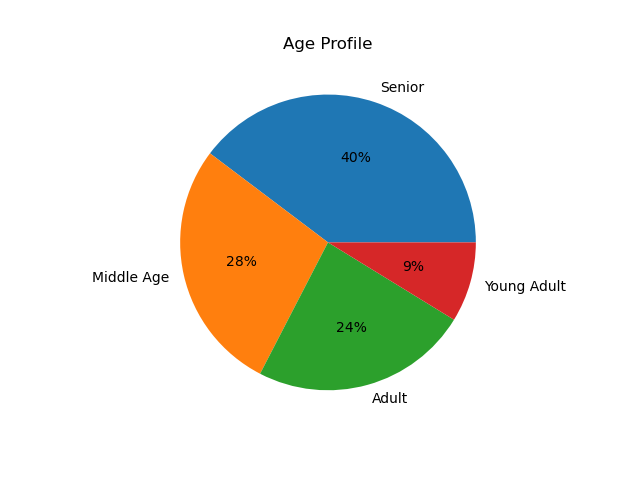 Age Profile
Senior
40%
28%
Middle Age
9%
Young Adult
24%
Adult